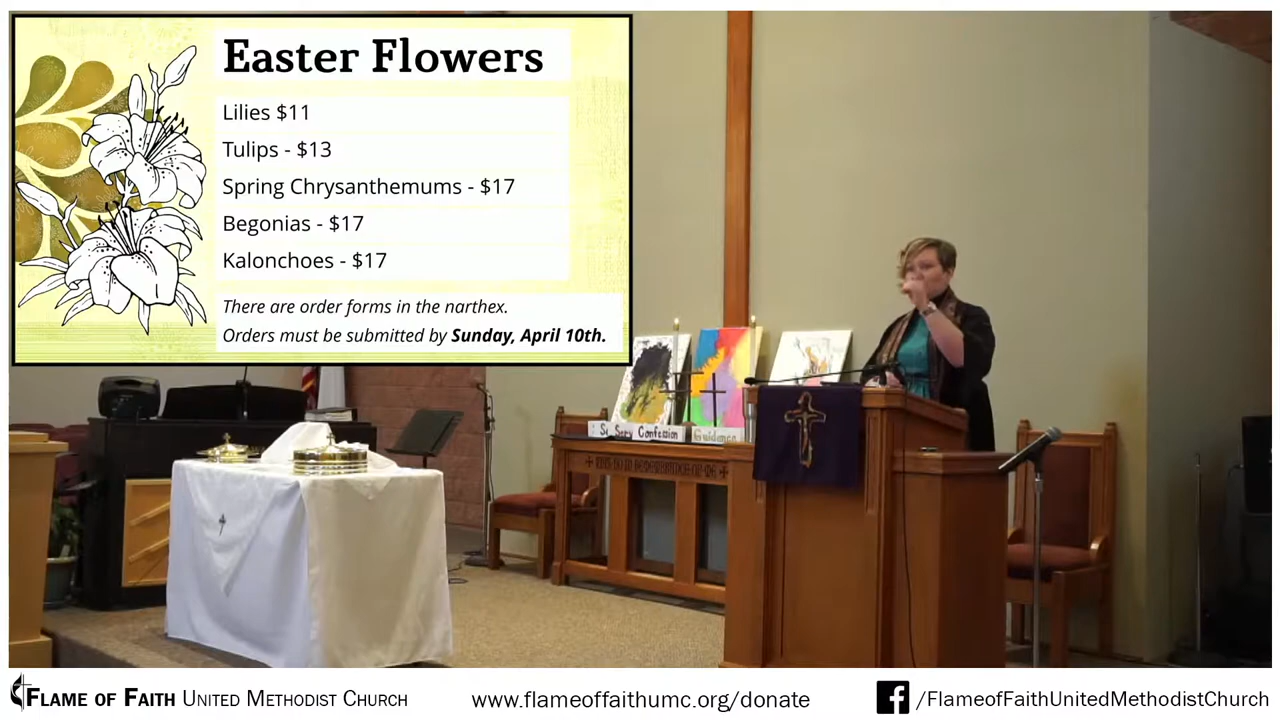 Easter Flowers
Lilies $11
Tulips - $13
Spring Chrysanthemums - $17
Begonias - $17
Kalonchoes - $17
There are order forms in the narthex.
Orders must be submitted by Sunday, April 10th.
Confession
Guidance
FLAME OF FAITH UNITED METHODIST CHURCH
www.flameoffaithumc.org/donate
/FlameofFaithUnitedMethodistChurch